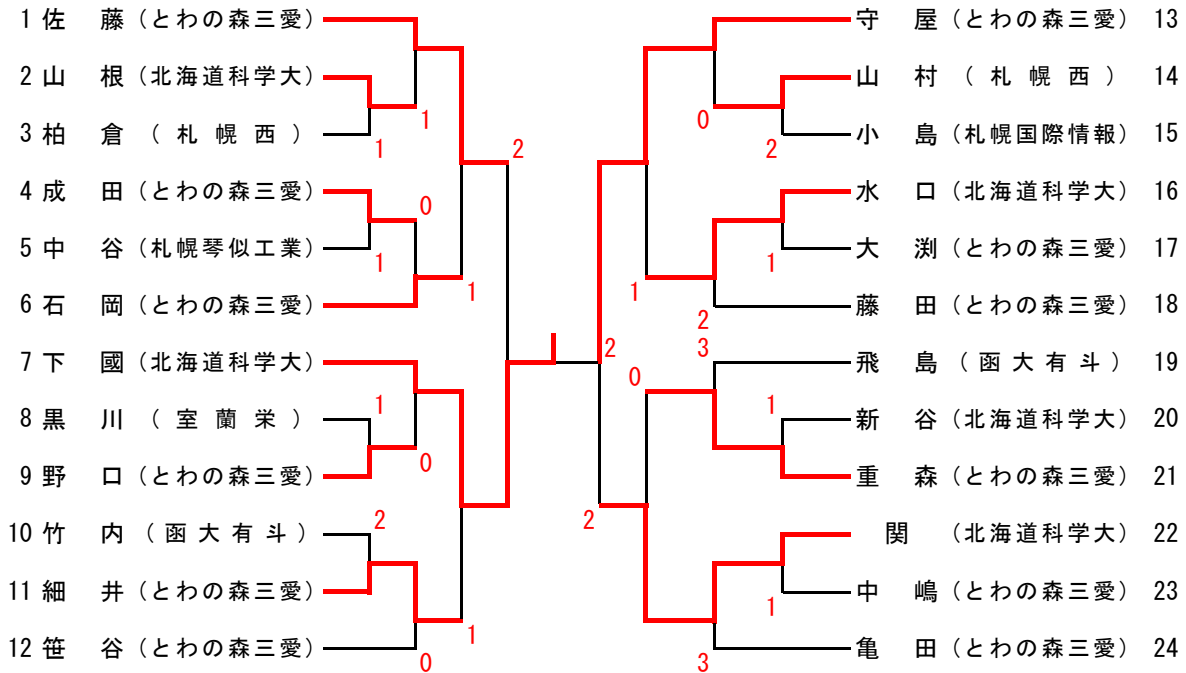 1 佐 藤 (とわの森三愛)
2 山 根 (北海道科学大)
1
3 柏 倉 ( 札 幌 西 )
1
2
4 成 田 (とわの森三愛)
0
5 中 谷 (札幌琴似工業)
1
6 石 岡 (とわの森三愛)
1
7 下 國 (北海道科学大)
8 黒 川 ( 室 蘭 栄 )
1
9 野 口 (とわの森三愛)
0
10 竹 内 ( 函 大 有 斗 )
2
11 細 井 (とわの森三愛)
1
12 笹 谷 (とわの森三愛)
0
守 屋 (とわの森三愛) 13
山 村 ( 札 幌 西 ) 14
0
小 島 (札幌国際情報) 15
2
水 口 (北海道科学大) 16
大 渕 (とわの森三愛) 17
1
藤 田 (とわの森三愛) 18
1
2
2
3
飛 島 ( 函 大 有 斗 ) 19
0
新 谷 (北海道科学大) 20
1
重 森 (とわの森三愛) 21
2
関 (北海道科学大) 22
中 嶋 (とわの森三愛) 23
1
亀 田 (とわの森三愛) 24
3